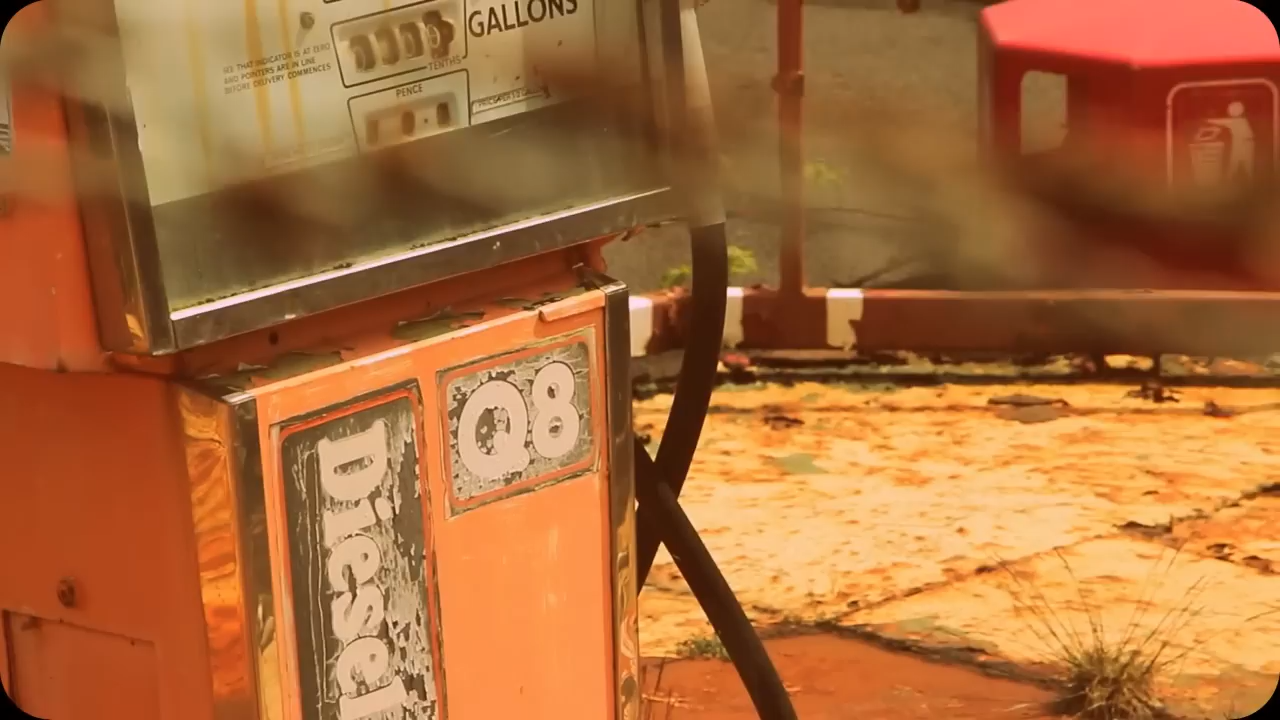 GALLONS
SEE THAT INDICATOR IS AT ZERO
AND POINTERS ARE IN LINE
BEFORE DELIVERY COMMENCES
TENTHS
PENCE
Q8
Diesel